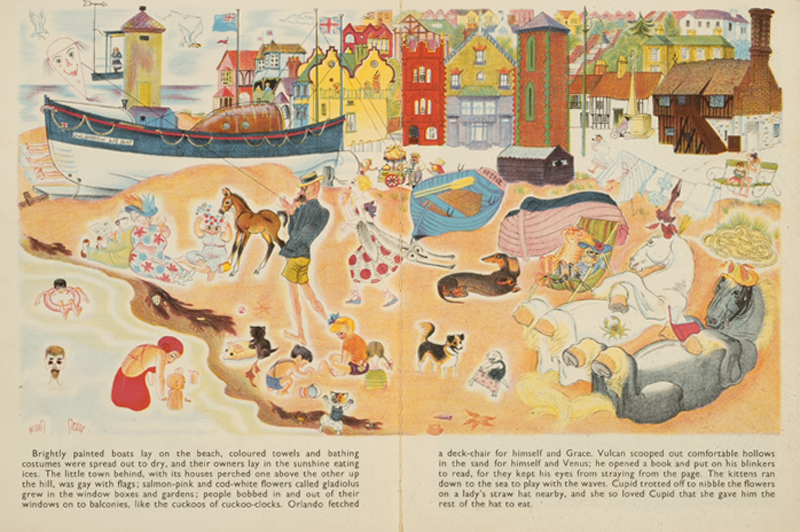 Brightly painted boats lay on the beach, coloured towels and bathing
costumes were spread out to dry, and their owners lay in the sunshine eating
ices. The little town behind, with its houses perched one above the other up
the hill, was gay with flags; salmon-pink and cod-white flowers called gladiolus
grew in the window boxes and gardens; people bobbed in and out of their
windows on to balconies, like the cuckoos of cuckoo-clocks. Orlando fetched
a deck-chair for himself and Grace. Vulcan scooped out comfortable hollows
in the sand for himself and Venus; he opened a book and put on his blinkers
to read, for they kept his eyes from straying from the page. The kittens ran
down to the sea to play with the waves. Cupid trotted off to nibble the flowers
on a lady's straw hat nearby, and she so loved Cupid that she gave him the
rest of the hat to eat.